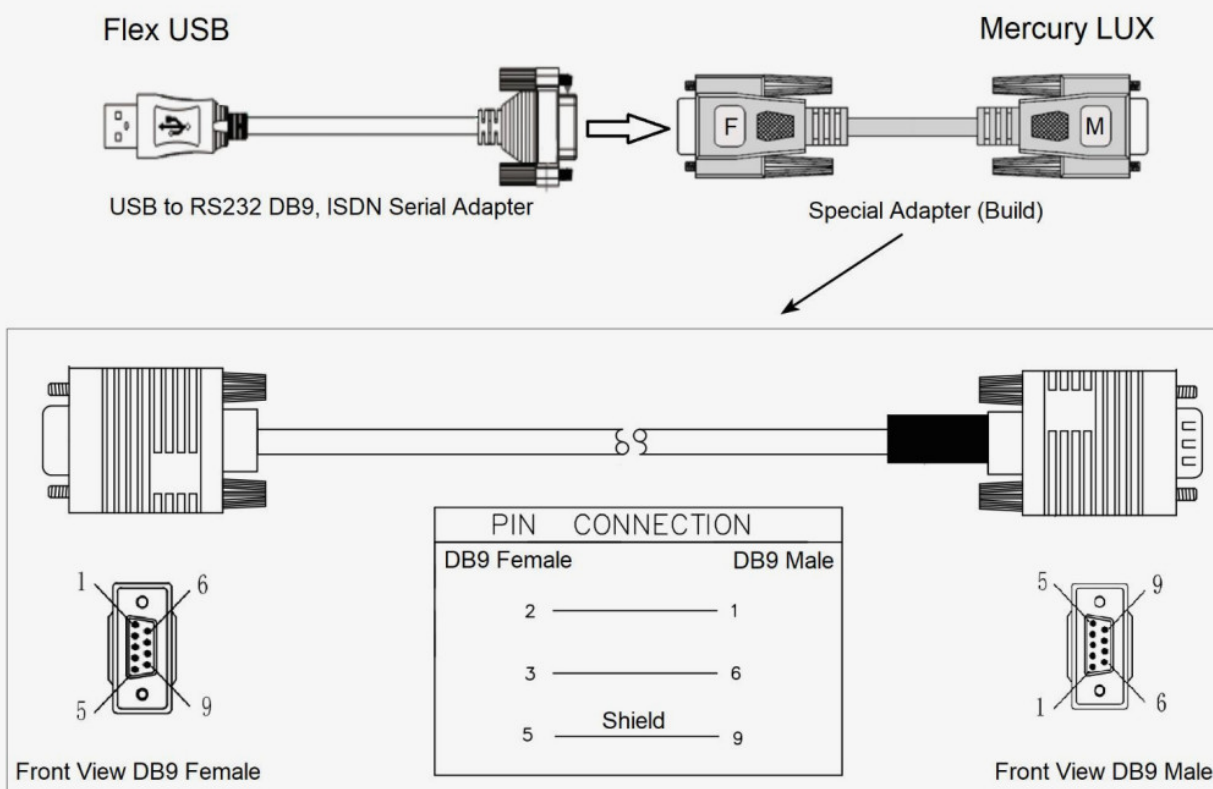 Flex USB
Mercury LUX
F
M
USB to RS232 DB9, ISDN Serial Adapter
Special Adapter (Build)
PIN CONNECTION
DB9 Female
DB9 Male
2
1
3
6
5
Shield
9
1
6
5
9
Front View DB9 Female
5
9
1
6
Front View DB9 Male